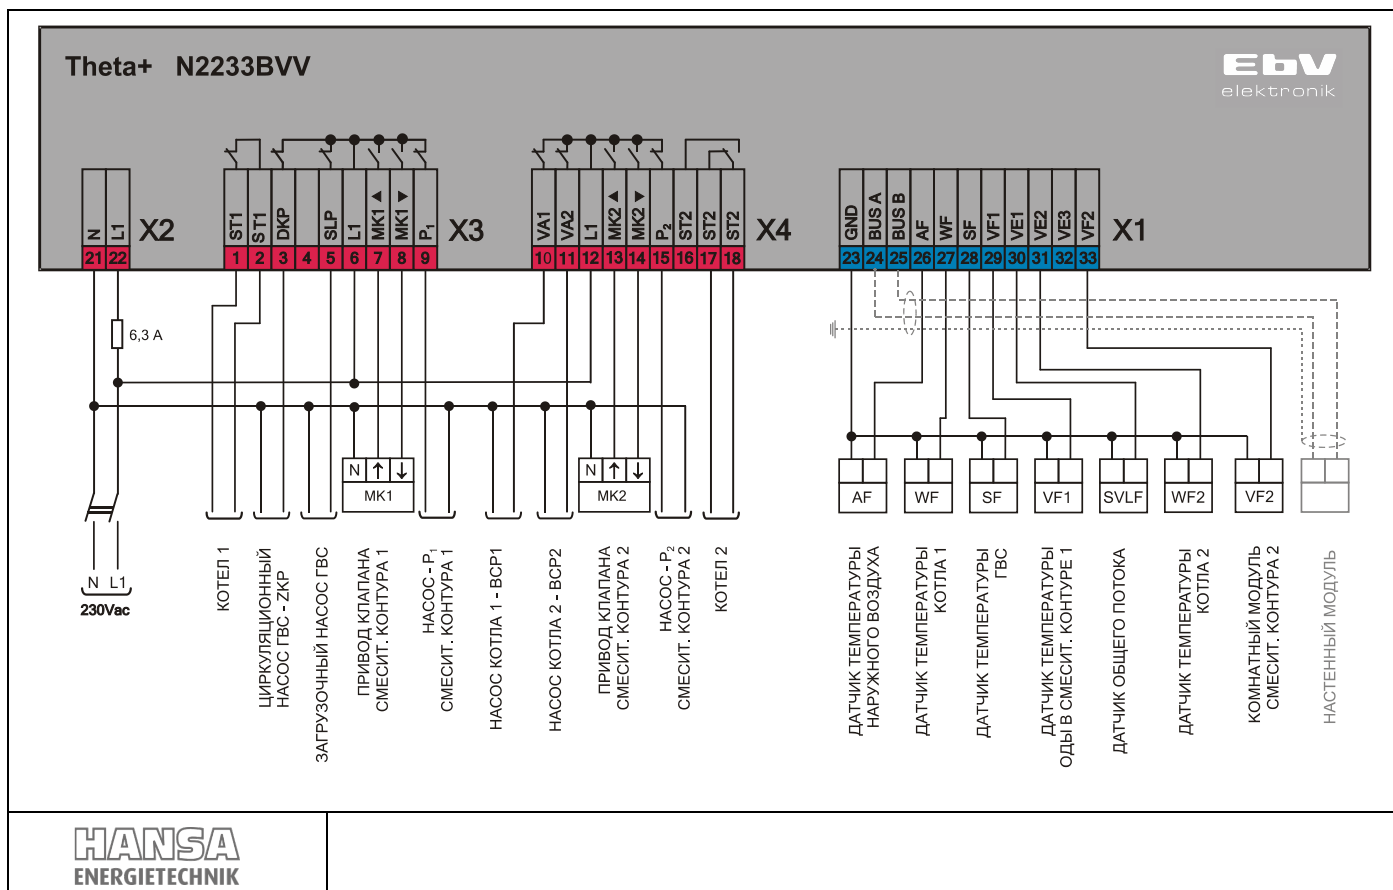 Theta+ N2233BVV
EbV
elektronik
N
L1
X2
ST1
ST1
DKP
SLP
L1
MK1 ◄
MK1 ►
P1
X3
VA1
VA2
L1
MK2 ◄
MK2 ►
P2
ST2
ST2
ST2
X4
GND
BUS A
BUS B
AF
WF
SF
VF1
VE1
VE2
VE3
VF2
X1
21 22
1 2 3 4 5 6 7 8 9
10 11 12 13 14 15 16 17 18
23 24 25 26 27 28 29 30 31 32 33
6,3 A
N ↑ ↓
MK1
N ↑ ↓
MK2
AF
WF
SF
VF1
SVLF
WF2
VF2
N L1
230Vac
КОТЕЛ 1
ЦИРКУЛЯЦИОННЫЙ
НАСОС ГВС - ZKP
ЗАГРУЗОЧНЫЙ НАСОС ГВС
ПРИВОД КЛАПАНА
СМЕСИТ. КОНТУРА 1
НАСОС - P1
СМЕСИТ. КОНТУРА 1
НАСОС КОТЛА 1 - ВСР1
НАСОС КОТЛА 2 - ВСР2
ПРИВОД КЛАПАНА
СМЕСИТ. КОНТУРА 2
НАСОС - P2
СМЕСИТ. КОНТУРА 2
КОТЕЛ 2
ДАТЧИК ТЕМПЕРАТУРЫ
НАРУЖНОГО ВОЗДУХА
ДАТЧИК ТЕМПЕРАТУРЫ
КОТЛА 1
ДАТЧИК ТЕМПЕРАТУРЫ
ГВС
ДАТЧИК ТЕМПЕРАТУРЫ
ОДЫ В СМЕСИТ. КОНТУРЕ 1
ДАТЧИК ОБЩЕГО ПОТОКА
ДАТЧИК ТЕМПЕРАТУРЫ
КОТЛА 2
КОМНАТНЫЙ МОДУЛЬ
СМЕСИТ. КОНТУРА 2
НАСТЕННЫЙ МОДУЛЬ
HANSA
ENERGIETECHNIK